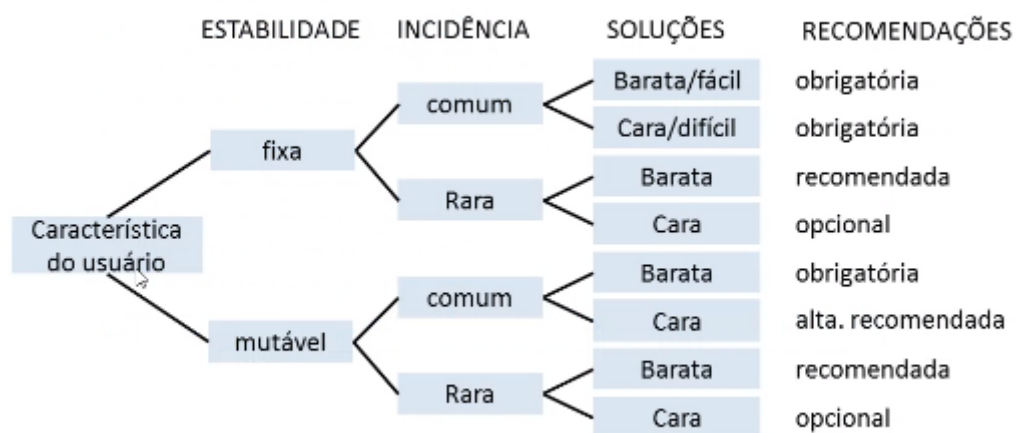 ESTABILIDADE INCIDÊNCIA SOLUÇÕES RECOMENDAÇÕES
Barata/fácil obrigatória
comum
Cara/difícil obrigatória
fixa
Barata recomendada
Rara
Cara opcional
Característica
do usuário
Barata obrigatória
comum
Cara alta. recomendada
mutável
Barata recomendada
Rara
Cara opcional